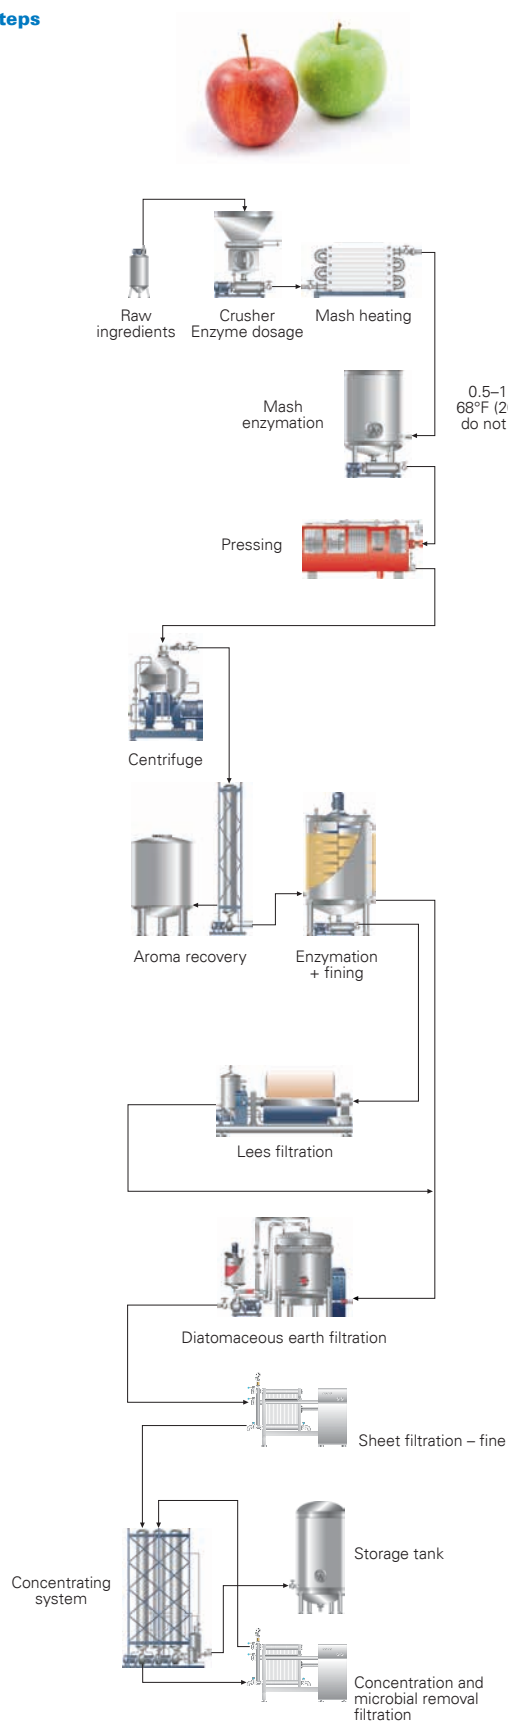 teps
Raw
ingredients
Crusher
Enzyme dosage
Mash heating
Mash
enzymation
0.5–1
68°F (20
do not
Pressing
Centrifuge
Aroma recovery
Enzymation
+ fining
Lees filtration
Diatomaceous earth filtration
Sheet filtration – fine
Concentrating
system
Storage tank
Concentration and
microbial removal
filtration